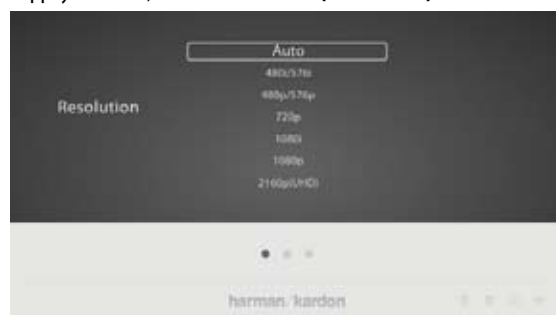 Auto
480i/576i
480p/576p
Resolution
720p
1080i
1080p
2160p(UHD)
harman/kardon